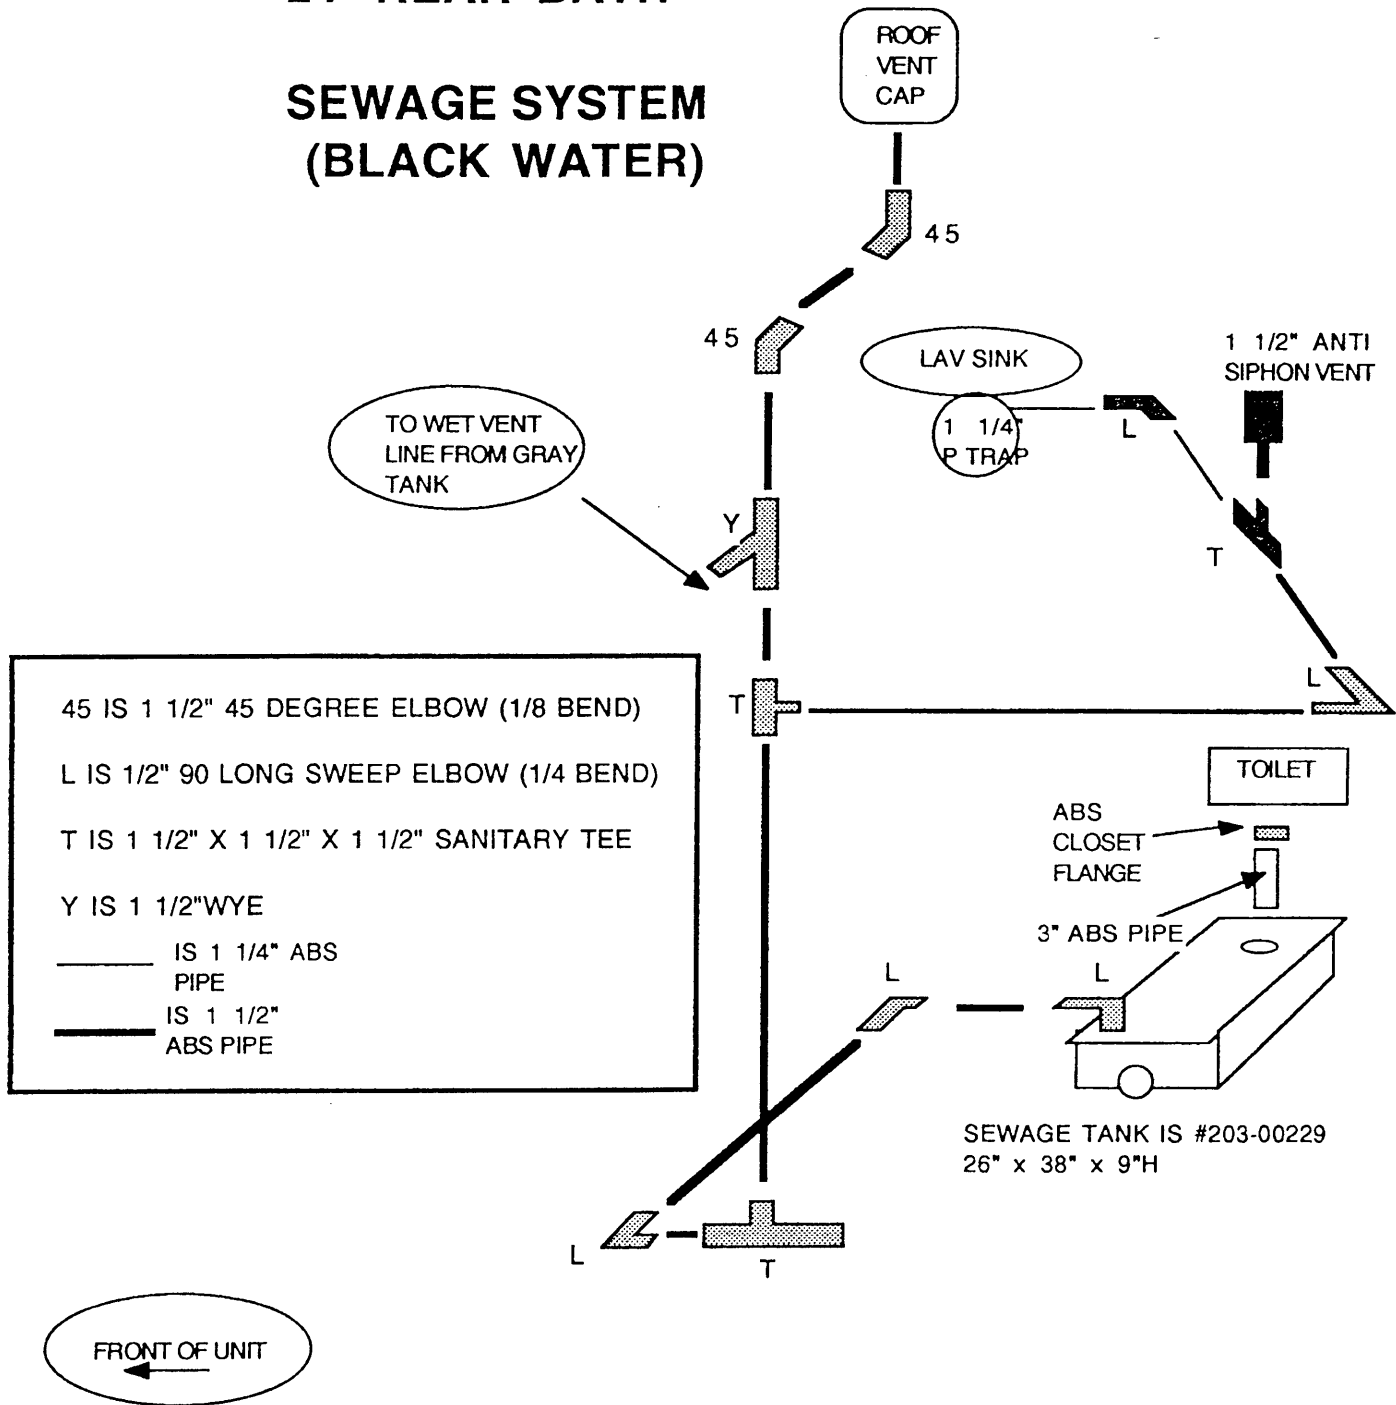 SEWAGE SYSTEM
(BLACK WATER)
ROOF
VENT
CAP
45
45
LAV SINK
1 1/4"
P TRAP
L
1 1/2" ANTI
SIPHON VENT
TO WET VENT
LINE FROM GRAY
TANK
Y
T
L
T
45 IS 1 1/2" 45 DEGREE ELBOW (1/8 BEND)
L IS 1/2" 90 LONG SWEEP ELBOW (1/4 BEND)
T IS 1 1/2" X 1 1/2" X 1 1/2" SANITARY TEE
Y IS 1 1/2"WYE
IS 1 1/4" ABS
PIPE
IS 1 1/2"
ABS PIPE
TOILET
ABS
CLOSET
FLANGE
3" ABS PIPE
L
L
SEWAGE TANK IS #203-00229
26" x 38" x 9"H
L
T
FRONT OF UNIT